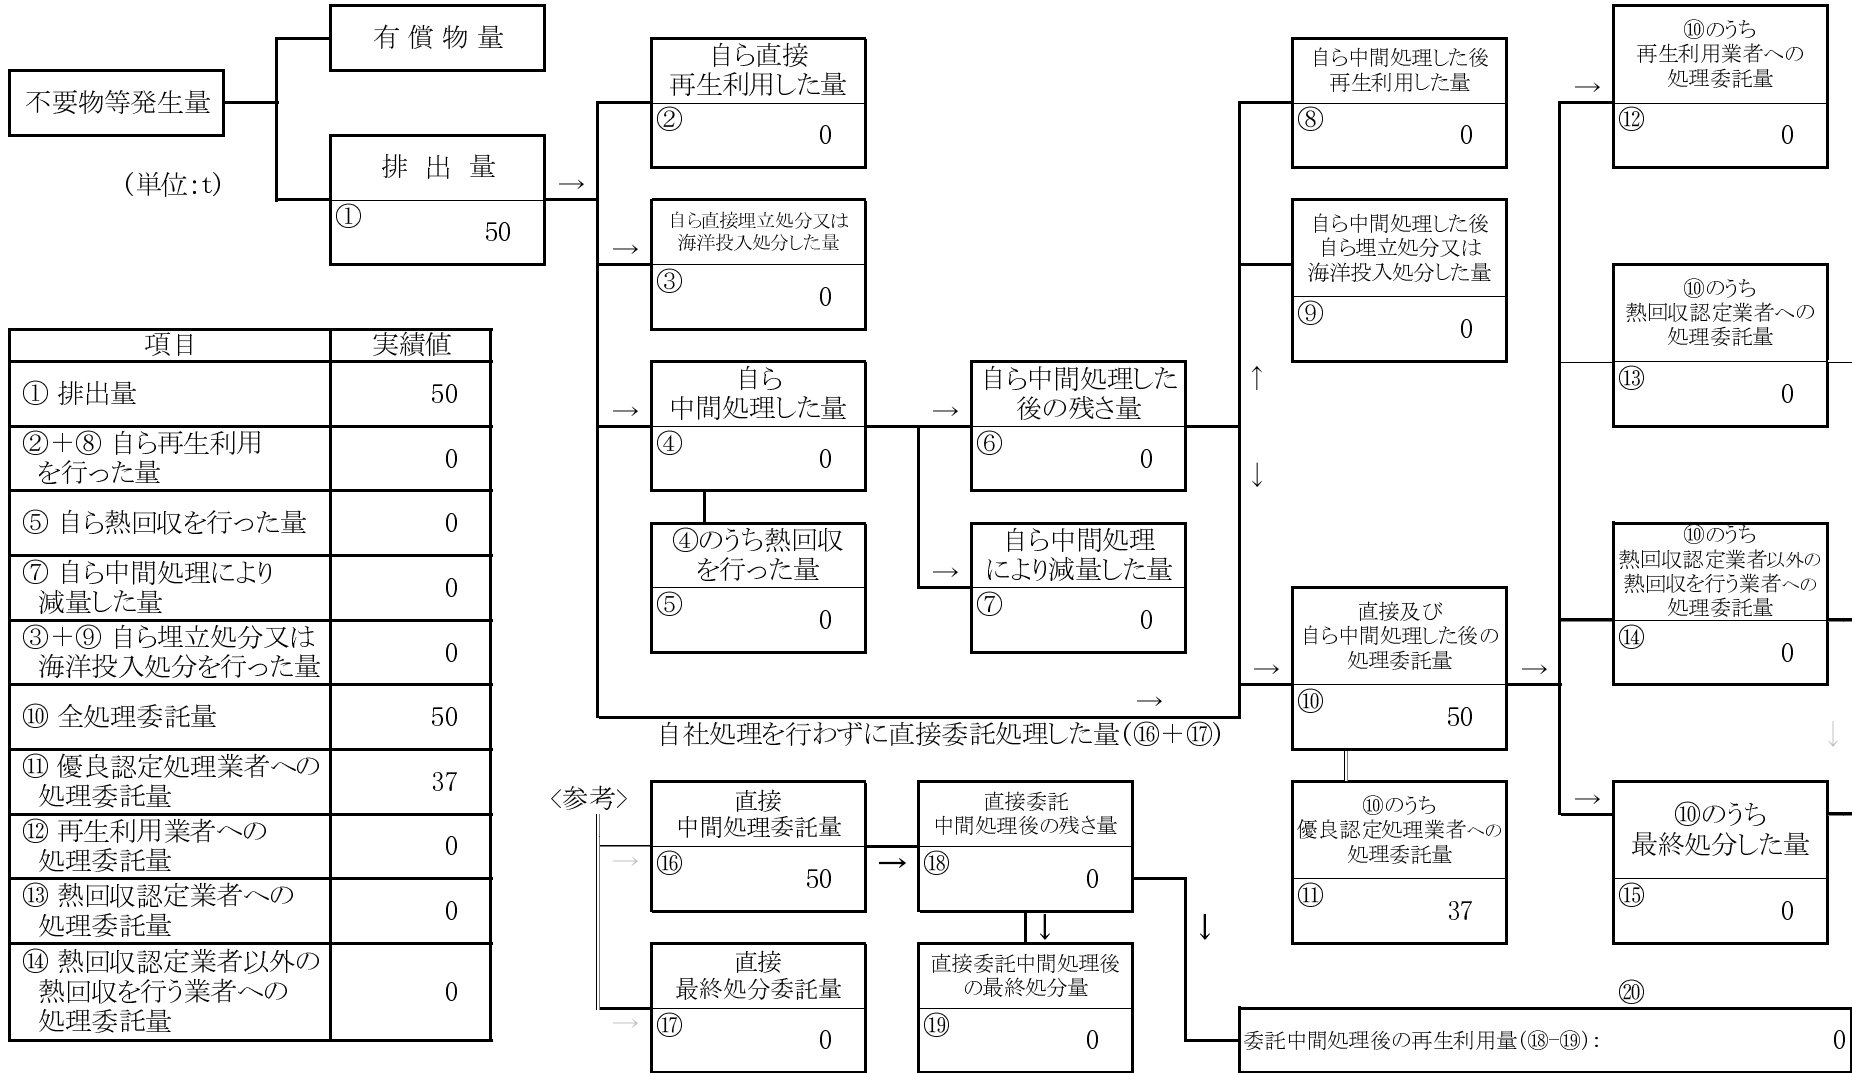 有償物量
不要物等発生量
(単位:t)
排出量
→
①
50
自ら直接
再生利用した量
②
0
→
自ら直接埋立処分又は
海洋投入処分した量
③
0
→
自ら
中間処理した量
④
0
④のうち熱回収
を行った量
⑤
0
→
自ら中間処理した
後の残さ量
⑥
0
→
自ら中間処理
により減量した量
⑦
0
自ら中間処理した後
再生利用した量
⑧
0
自ら中間処理した後
自ら埋立処分又は
海洋投入処分した量
⑨
0
↑
↓
→
自社処理を行わずに直接委託処理した量(⑯+⑰)
→
直接及び
自ら中間処理した後の
処理委託量
⑩
50
→
⑩のうち
優良認定処理業者への
処理委託量
⑪
37
→
⑩のうち
再生利用業者への
処理委託量
⑫
0
⑩のうち
熱回収認定業者への
処理委託量
⑬
0
⑩のうち
熱回収認定業者以外の
熱回収を行う業者への
処理委託量
⑭
0
↓
→
⑩のうち
最終処分した量
⑮
0
項目 実績値
① 排出量 50
②+⑧ 自ら再生利用
を行った量 0
⑤ 自ら熱回収を行った量 0
⑦ 自ら中間処理により
減量した量 0
③+⑨ 自ら埋立処分又は
海洋投入処分を行った量 0
⑩ 全処理委託量 50
⑪ 優良認定処理業者への
処理委託量 37
⑫ 再生利用業者への
処理委託量 0
⑬ 熱回収認定業者への
処理委託量 0
⑭ 熱回収認定業者以外の
熱回収を行う業者への
処理委託量 0
<参考>
→
直接
中間処理委託量
⑯
50
→
直接委託
中間処理後の残さ量
⑱
0
↓
↓
→
直接
最終処分委託量
⑰
0
直接委託中間処理後
の最終処分量
⑲
0
⑳
委託中間処理後の再生利用量(⑱-⑲): 0